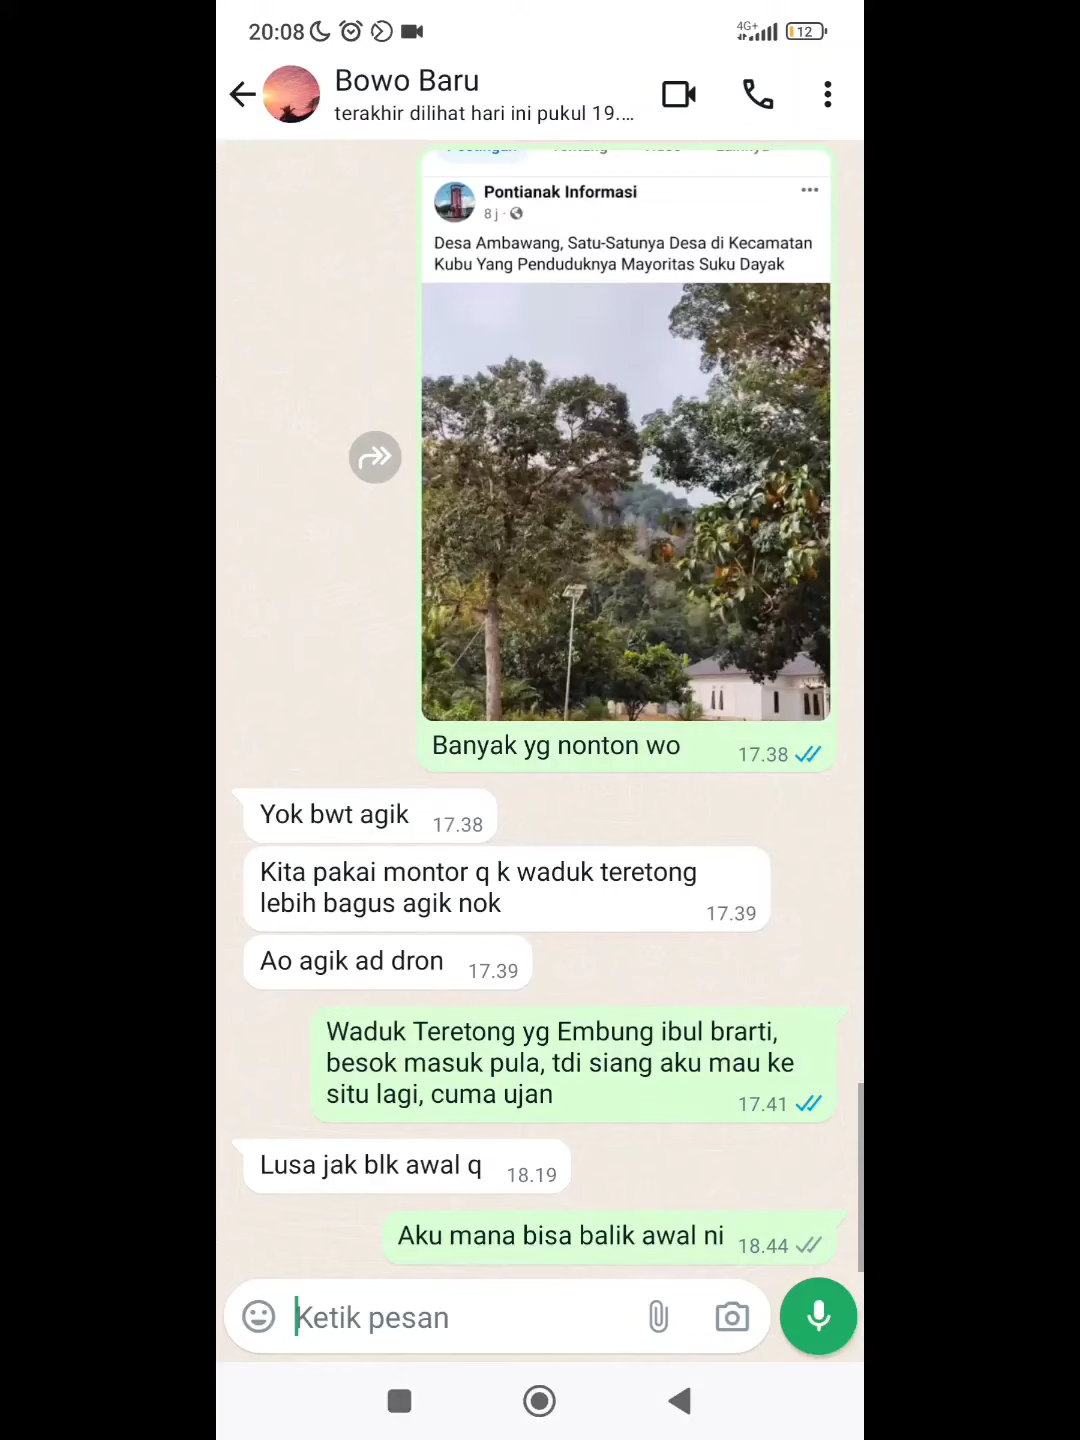 20:08
4G+
12
Bowo Baru
terakhir dilihat hari ini pukul 19....
Pontianak Informasi
8 j
Desa Ambawang, Satu-Satunya Desa di Kecamatan
Kubu Yang Penduduknya Mayoritas Suku Dayak
Banyak yg nonton wo
17.38
Yok bwt agik
17.38
Kita pakai montor q k waduk teretong
lebih bagus agik nok
17.39
Ao agik ad dron
17.39
Waduk Teretong yg Embung ibul brarti,
besok masuk pula, tdi siang aku mau ke
situ lagi, cuma ujan
17.41
Lusa jak blk awal q
18.19
Aku mana bisa balik awal ni
18.44
Ketik pesan